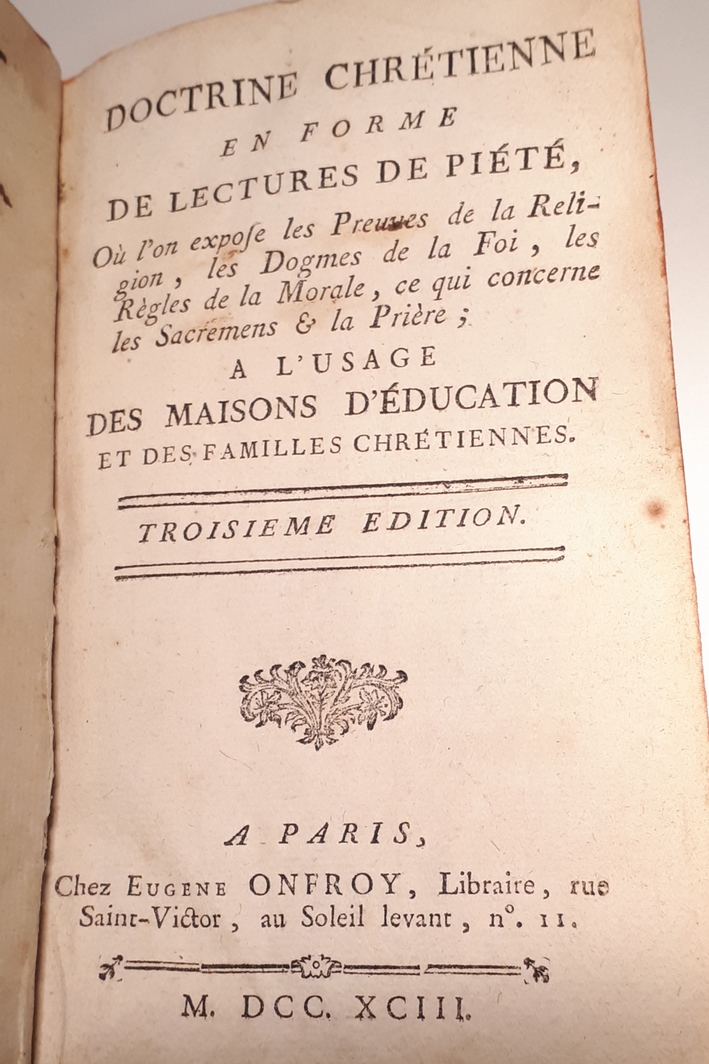 DOCTRINE CHRÉTIENNE
EN FORME
DE LECTURES DE PIÉTÉ,
Où l'on expoſe les Preuves de la Reli-
gion, les Dogmes de la Foi, les
Règles de la Morale, ce qui concerne
les Sacremens & la Prière;
A L'USAGE
DES MAISONS D'ÉDUCATION
ET DES FAMILLES CHRÉTIENNES.
TROISIEME EDITION.
A PARIS,
Chez EUGENE ONFROY, Libraire, rue
Saint-Victor, au Soleil levant, n°. 11.
M. DCC. XCIII.